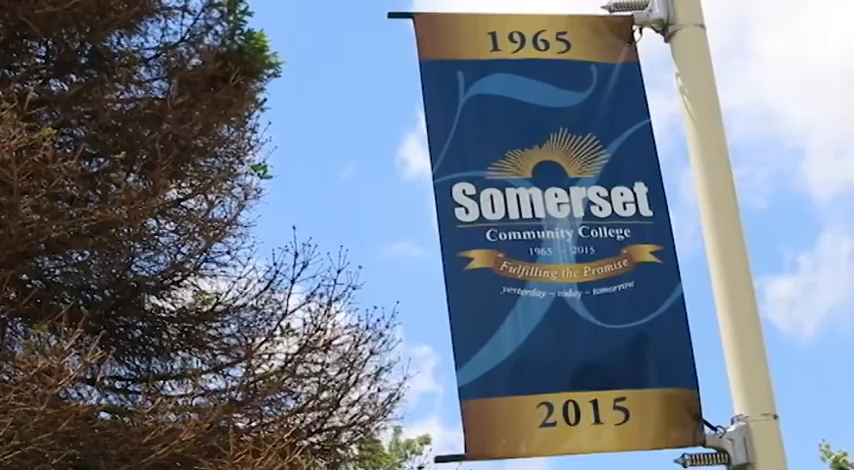 1965
Somerset
Community College
1965 ~ 2015
Fulfilling the Promise
yesterday ~ today ~ tomorrow
2015